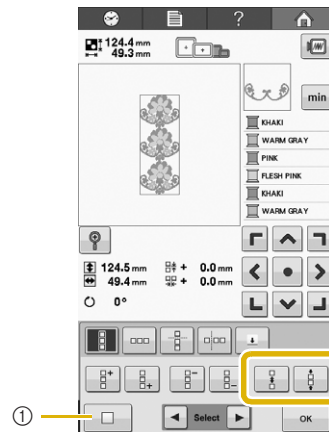 ?
124.4 mm
49.3 mm
min
KHAKI
WARM GRAY
PINK
FLESH PINK
KHAKI
WARM GRAY
124.5 mm + 0.0 mm
49.4 mm + 0.0 mm
0°
① Select OK